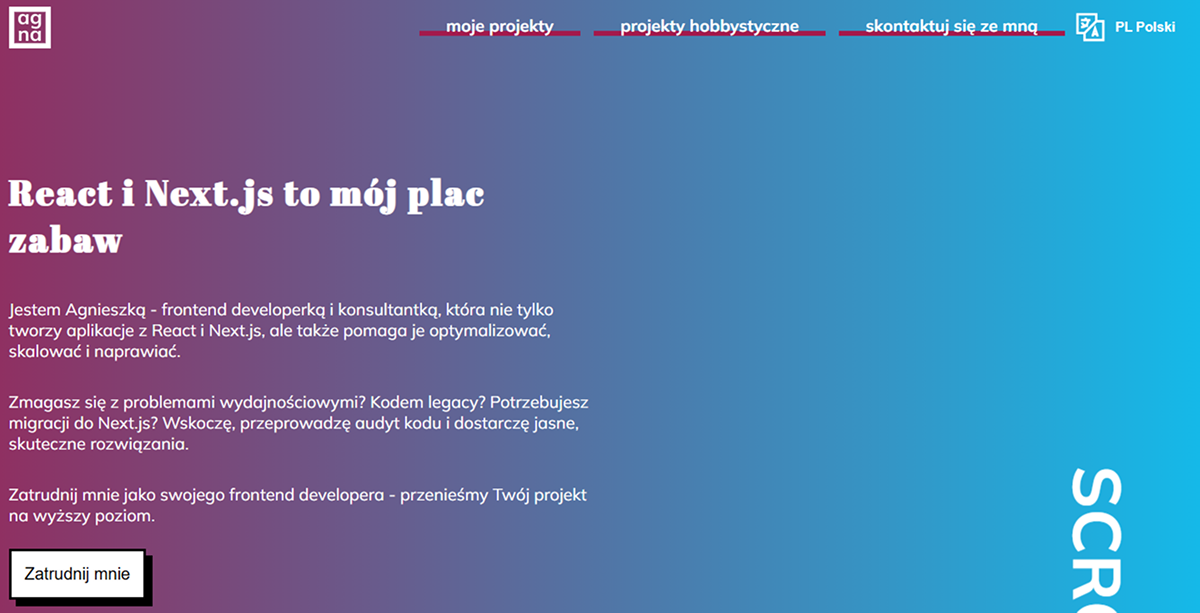 ag
na
moje projekty
projekty hobbystyczne
skontaktuj się ze mną
PL Polski
React i Next.js to mój plac
zabaw
Jestem Agnieszką - frontend developerką i konsultantką, która nie tylko
tworzy aplikacje z React i Next.js, ale także pomaga je optymalizować,
skalować i naprawiać.
Zmagasz się z problemami wydajnościowymi? Kodem legacy? Potrzebujesz
migracji do Next.js? Wskoczę, przeprowadzę audyt kodu i dostarczę jasne,
skuteczne rozwiązania.
Zatrudnij mnie jako swojego frontend developera - przenieśmy Twój projekt
na wyższy poziom.
Zatrudnij mnie
SCRO